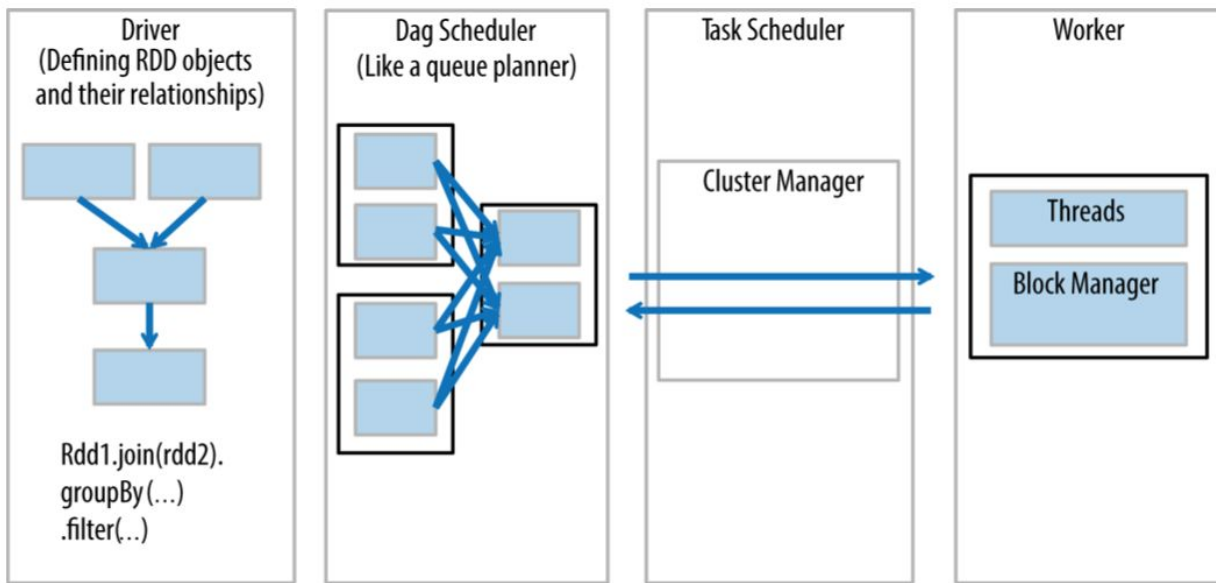 Driver
(Defining RDD objects
and their relationships)
Rdd1.join(rdd2).
groupBy(...)
.filter(...)
Dag Scheduler
(Like a queue planner)
Task Scheduler
Cluster Manager
Worker
Threads
Block Manager